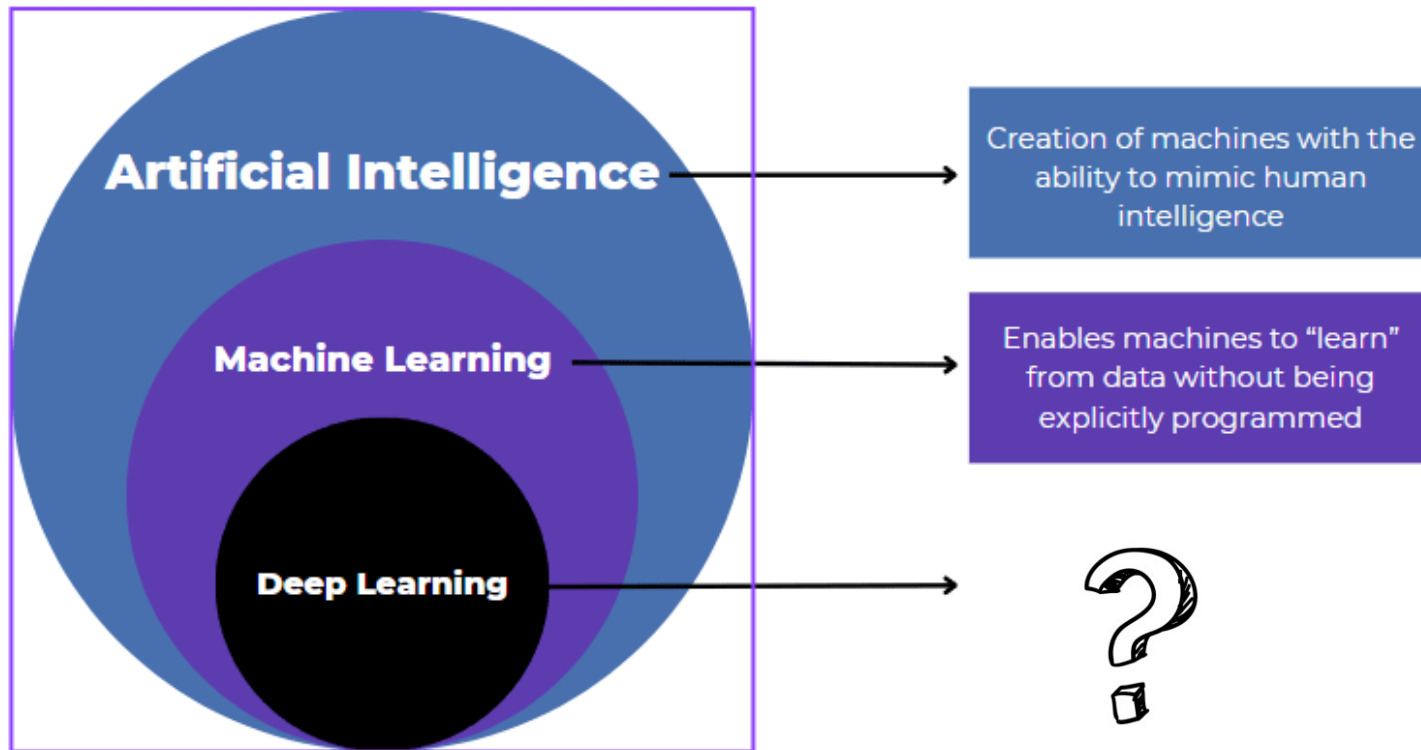 Artificial Intelligence
Creation of machines with the
ability to mimic human
intelligence
Machine Learning
Enables machines to “learn”
from data without being
explicitly programmed
Deep Learning
?